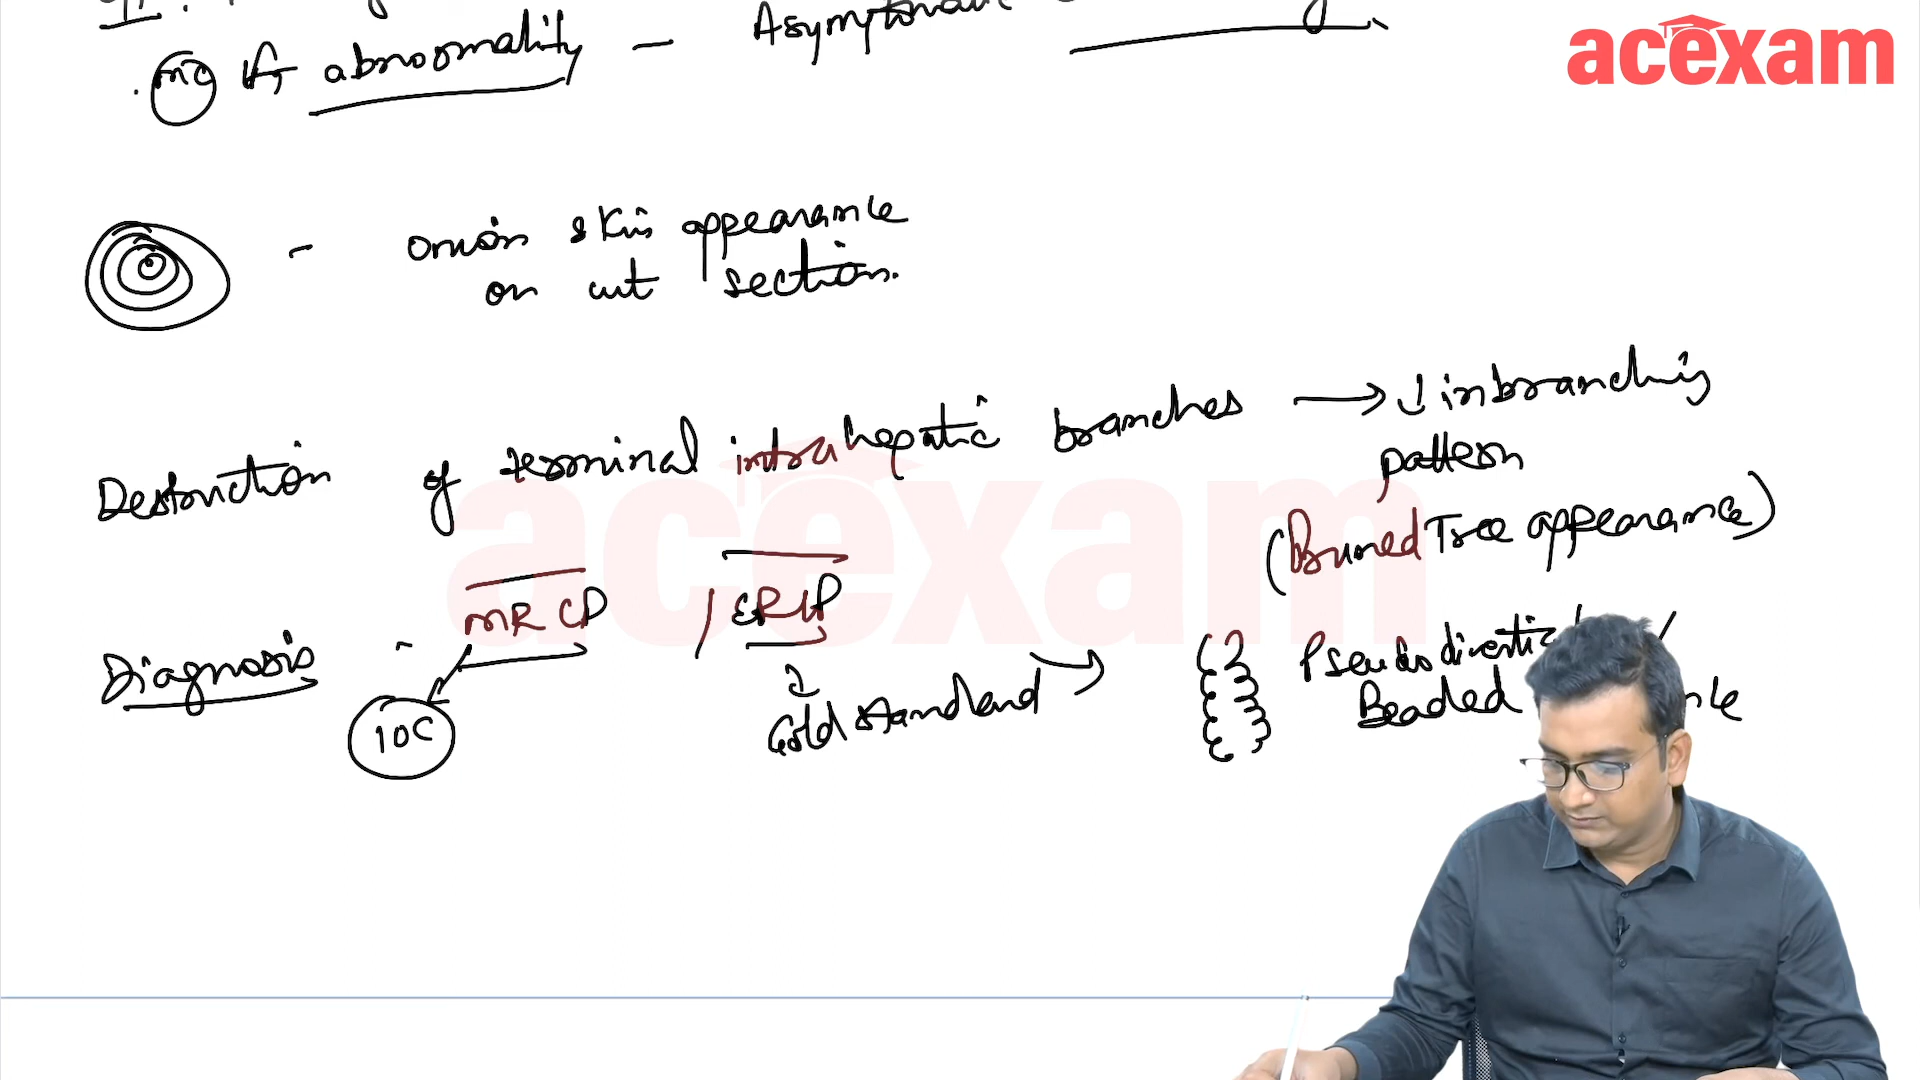 acexam
. mc LFT abnormality - Asymptomatic
- onion skin appearance
on cut section.
Destruction of terminal intrahepatic branches → ↓ in branching
pattern
(Pruned Tree appearance)
Diagnosis - MRCP / ERCP
IOC
Gold standard → Pseudodivertic /
Beaded